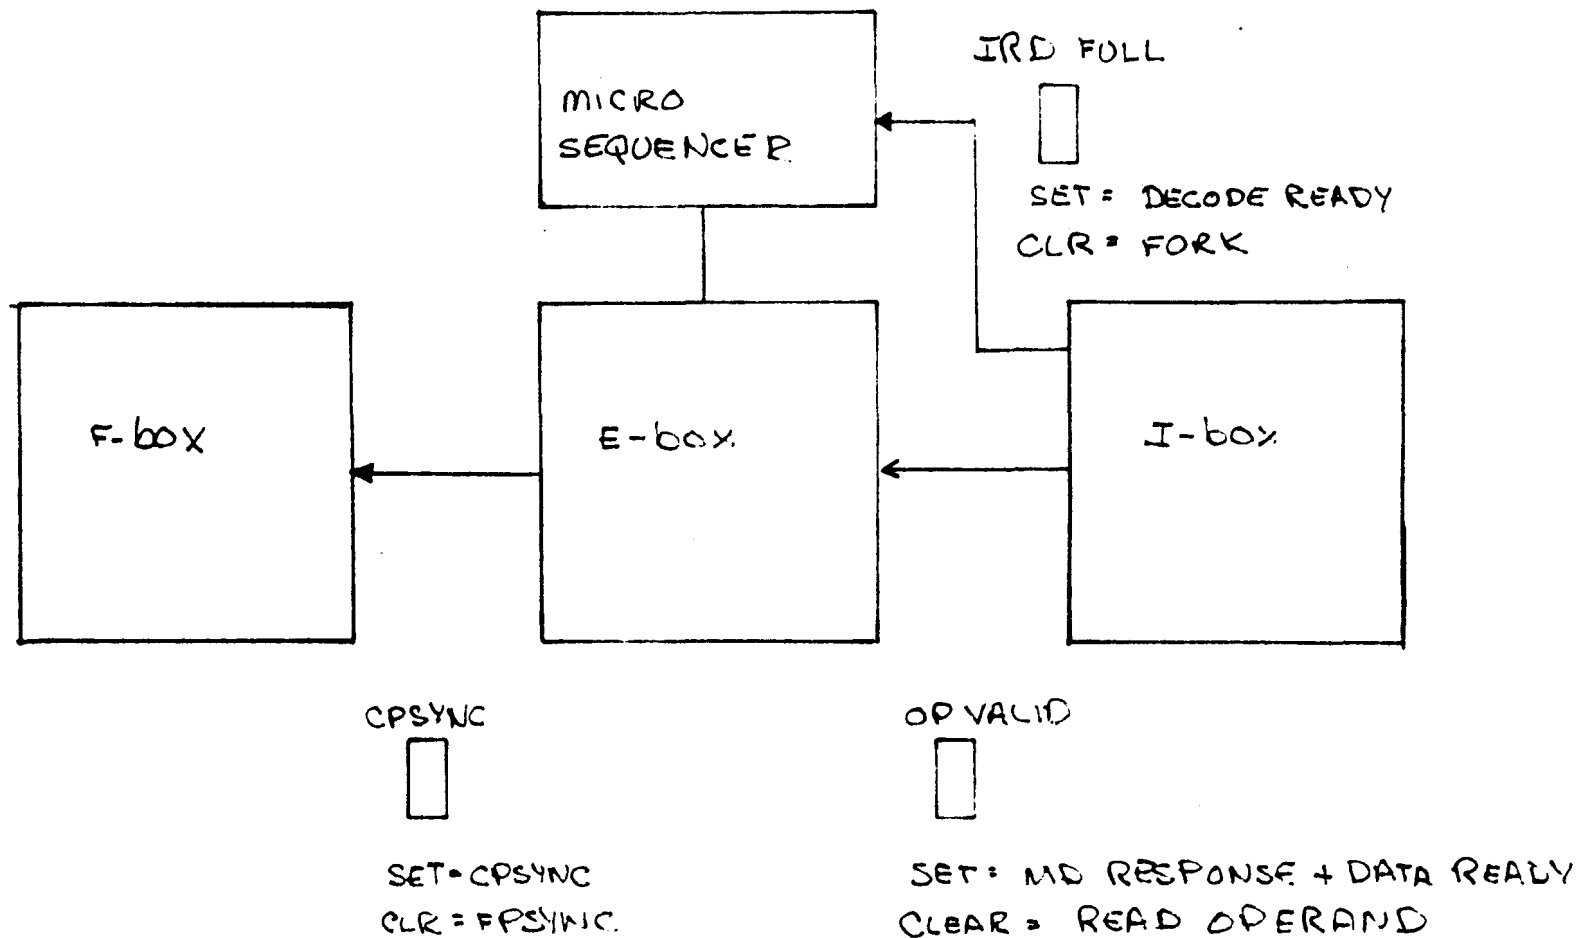 IRD FULL
MICRO
SEQUENCER
SET = DECODE READY
CLR = FORK
F-box
E-box
I-box
CPSYNC
OP VALID
SET = CPSYNC
CLR = FPSYNC
SET = MD RESPONSE + DATA READY
CLEAR = READ OPERAND